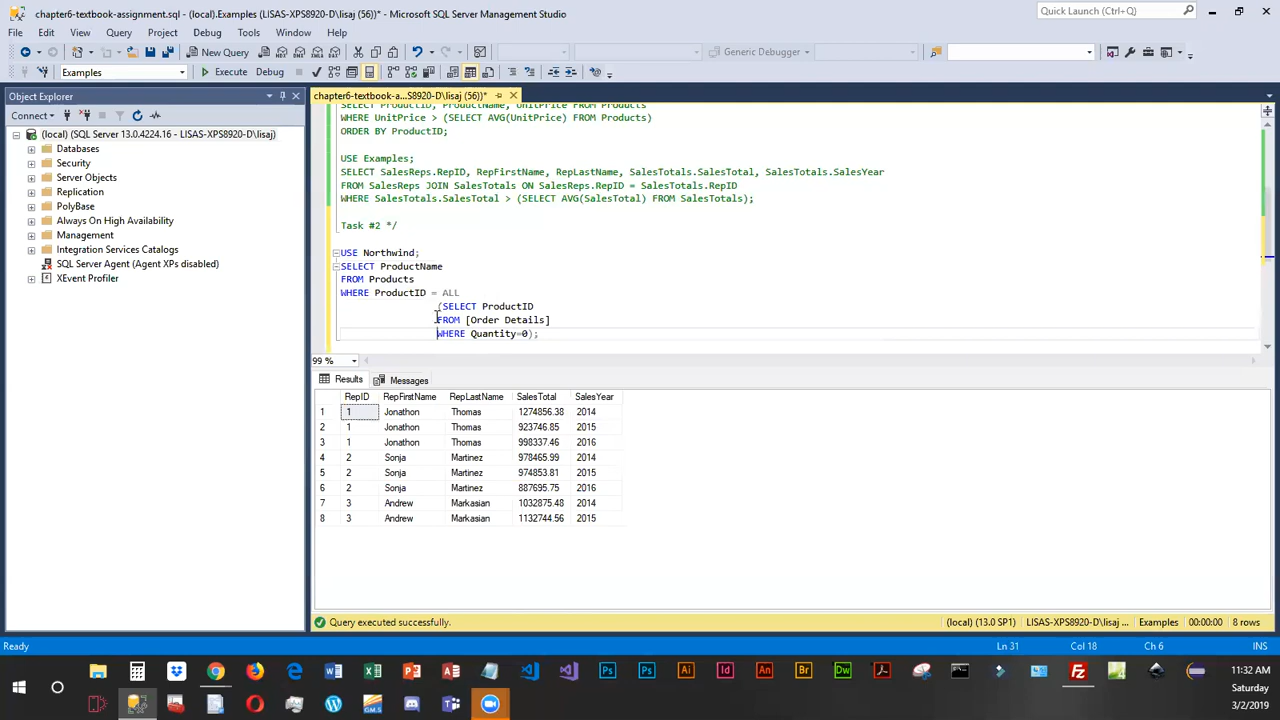 chapter6-textbook-assignment.sql - (local).Examples (LISAS-XPS8920-D\lisaj (56))* - Microsoft SQL Server Management Studio
Quick Launch (Ctrl+Q)
File Edit View Query Project Debug Tools Window Help
New Query
Generic Debugger
Examples
Execute Debug
Object Explorer
Connect
(local) (SQL Server 13.0.4224.16 - LISAS-XPS8920-D\lisaj)
Databases
Security
Server Objects
Replication
PolyBase
Always On High Availability
Management
Integration Services Catalogs
SQL Server Agent (Agent XPs disabled)
XEvent Profiler
chapter6-textbook-a...S8920-D\lisaj (56))*
SELECT ProductID, ProductName, UnitPrice FROM Products
WHERE UnitPrice > (SELECT AVG(UnitPrice) FROM Products)
ORDER BY ProductID;
USE Examples;
SELECT SalesReps.RepID, RepFirstName, RepLastName, SalesTotals.SalesTotal, SalesTotals.SalesYear
FROM SalesReps JOIN SalesTotals ON SalesReps.RepID = SalesTotals.RepID
WHERE SalesTotals.SalesTotal > (SELECT AVG(SalesTotal) FROM SalesTotals);
Task #2 */
USE Northwind;
SELECT ProductName
FROM Products
WHERE ProductID = ALL
(SELECT ProductID
FROM [Order Details]
WHERE Quantity=0);
99 %
Results Messages
RepID RepFirstName RepLastName SalesTotal SalesYear
1 1 Jonathon Thomas 1274856.38 2014
2 1 Jonathon Thomas 923746.85 2015
3 1 Jonathon Thomas 998337.46 2016
4 2 Sonja Martinez 978465.99 2014
5 2 Sonja Martinez 974853.81 2015
6 2 Sonja Martinez 887695.75 2016
7 3 Andrew Markasian 1032875.48 2014
8 3 Andrew Markasian 1132744.56 2015
Query executed successfully.
(local) (13.0 SP1) LISAS-XPS8920-D\lisaj ... Examples 00:00:00 8 rows
Ready
Ln 31 Col 18 Ch 6 INS
11:32 AM
Saturday
3/2/2019